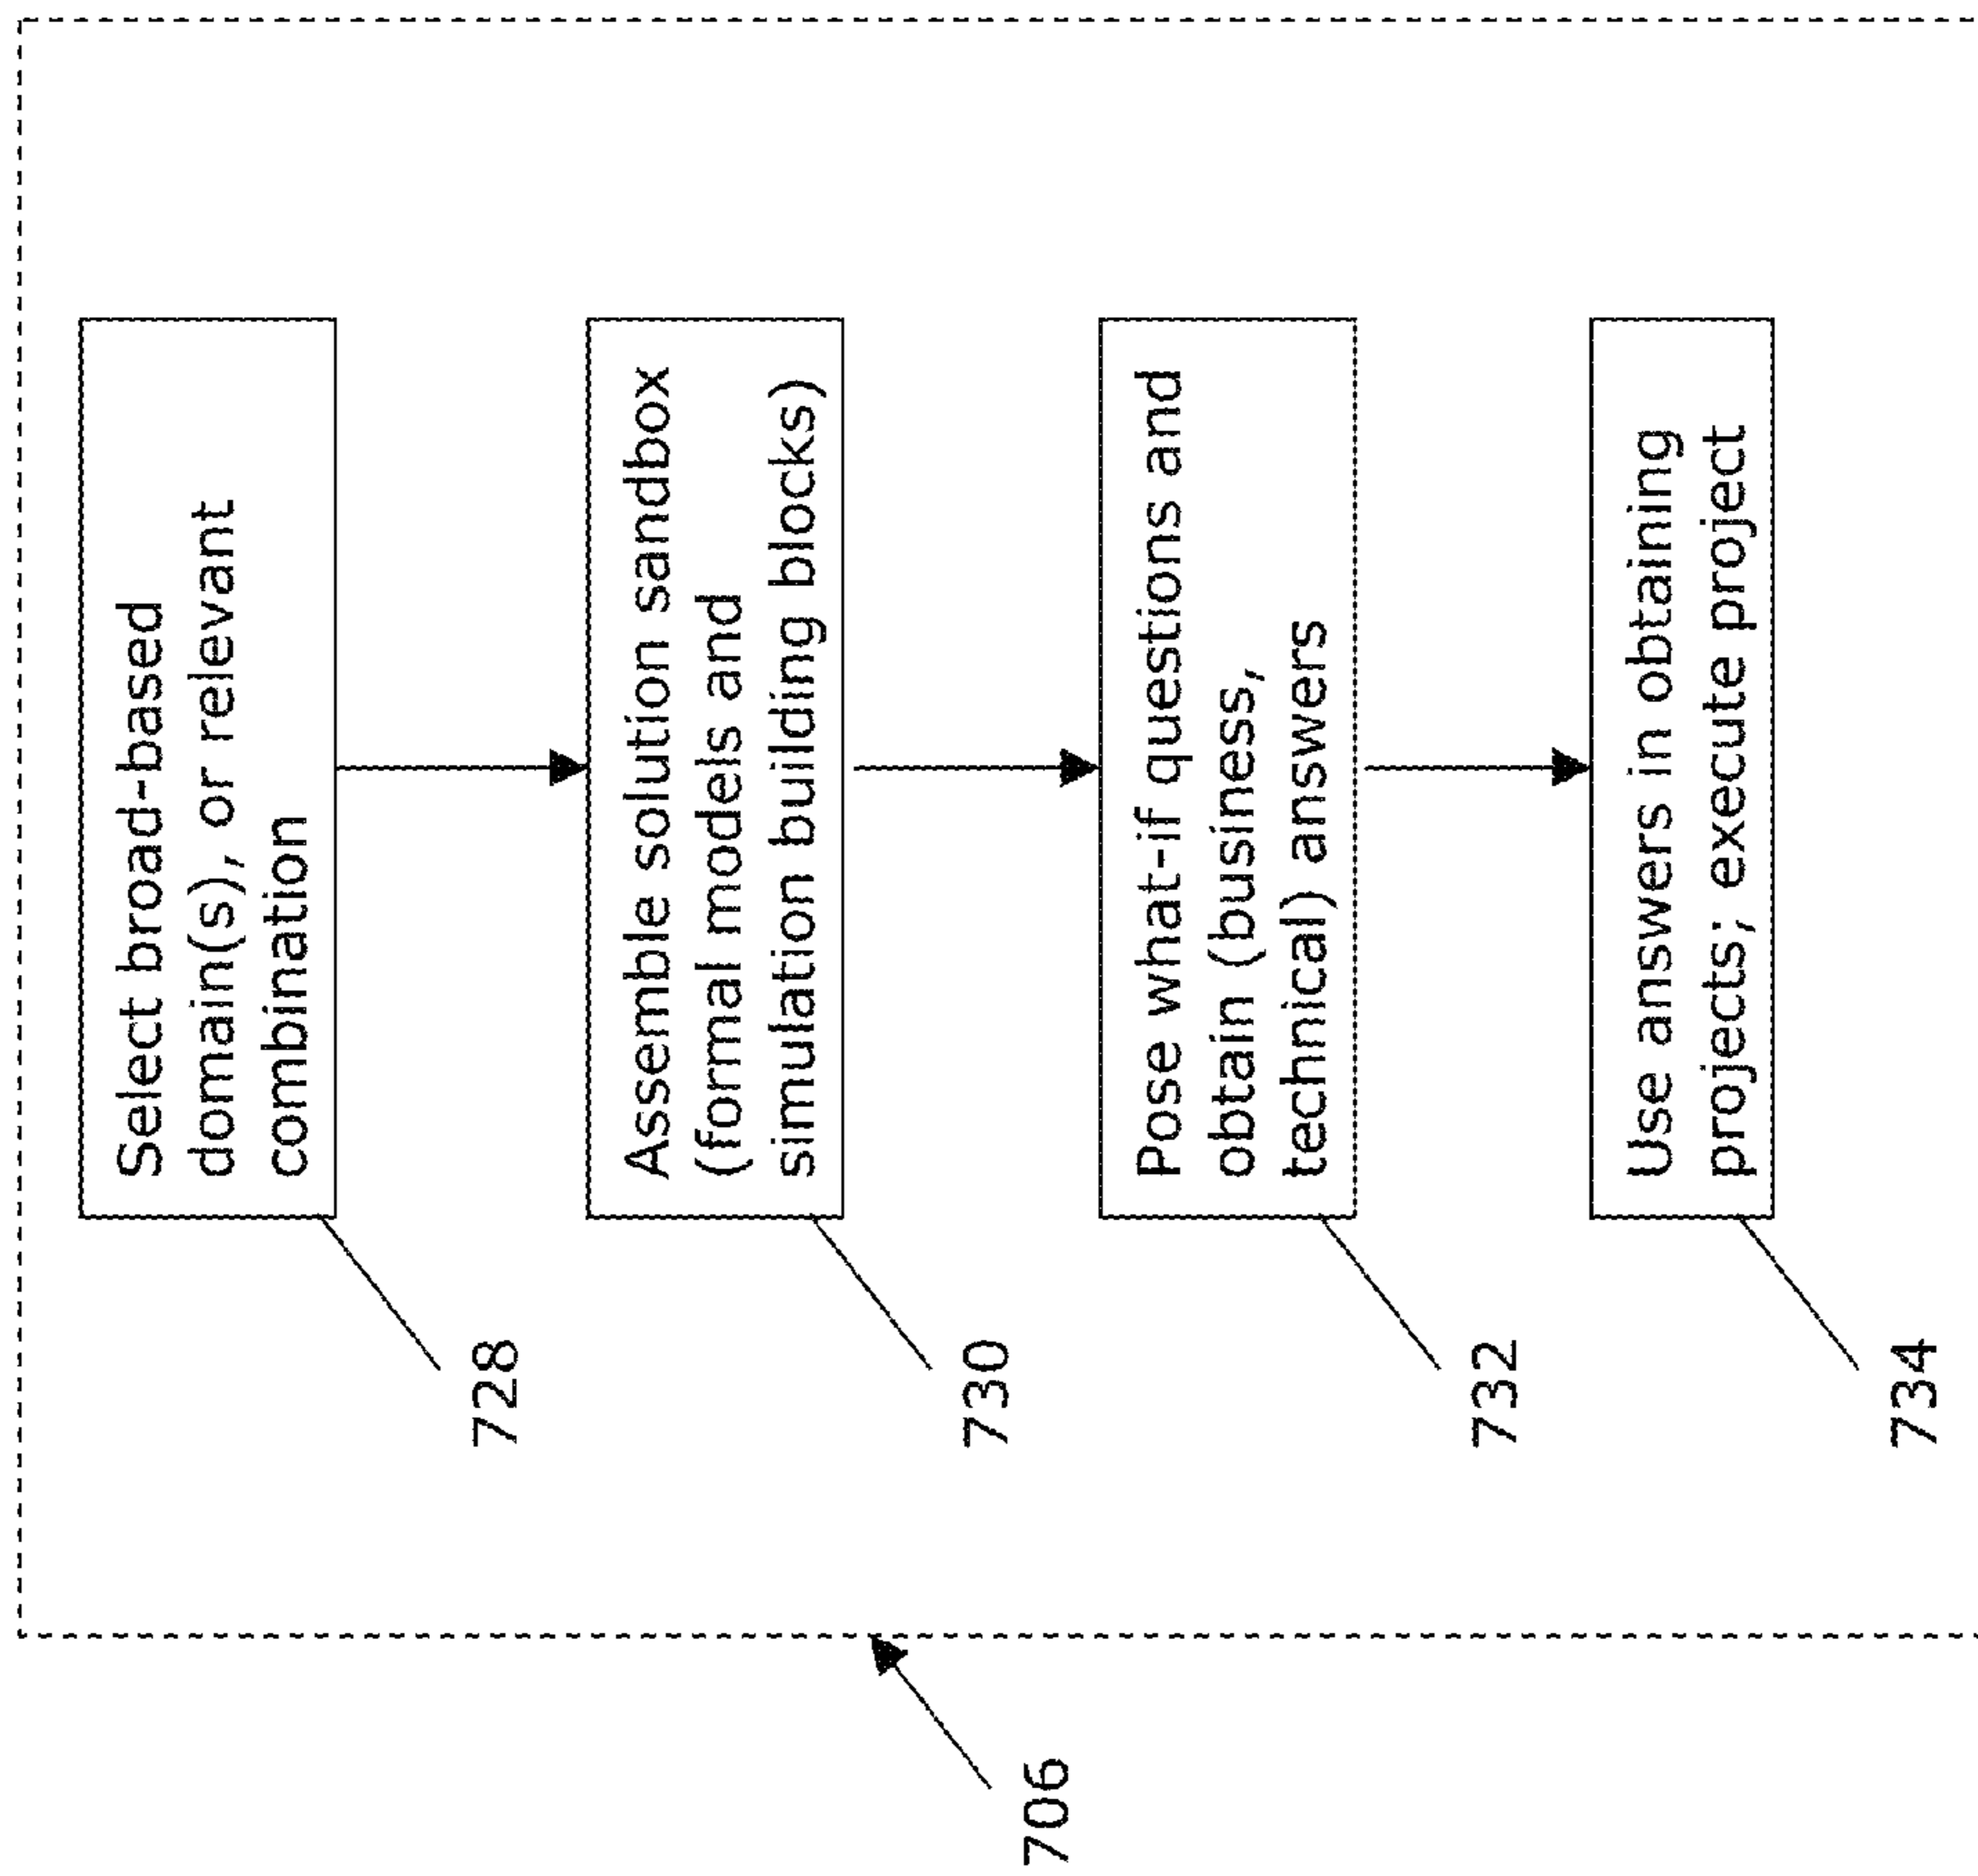 Select broad-based
domain(s), or relevant
combination
728
Assemble solution sandbox
(formal models and
simulation building blocks)
730
Pose what-if questions and
obtain (business,
technical) answers
732
Use answers in obtaining
projects; execute project
734
706